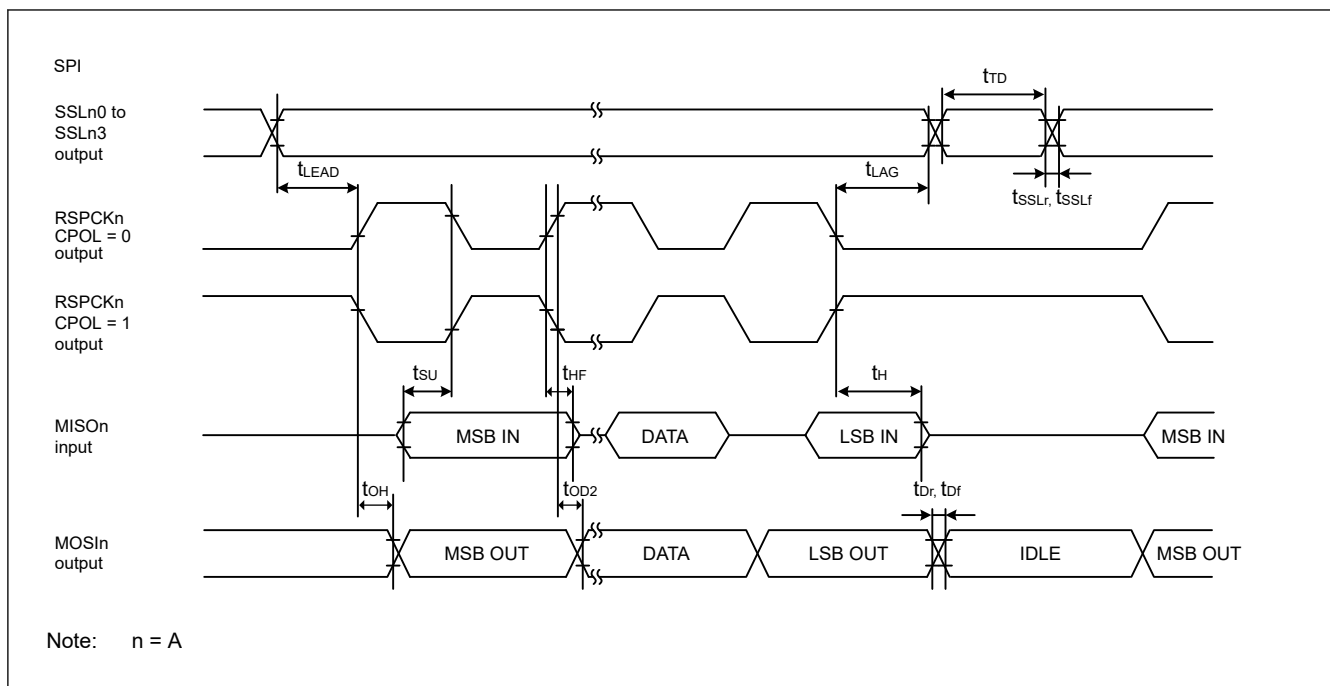 SPI
tTD
SSLn0 to
SSLn3
output
tLEAD
tLAG
tSSLr, tSSLf
RSPCKn
CPOL = 0
output
RSPCKn
CPOL = 1
output
tSU
tHF
tH
MISOn
input
MSB IN
DATA
LSB IN
MSB IN
tOH
tOD2
tDr, tDf
MOSIn
output
MSB OUT
DATA
LSB OUT
IDLE
MSB OUT
Note: n = A